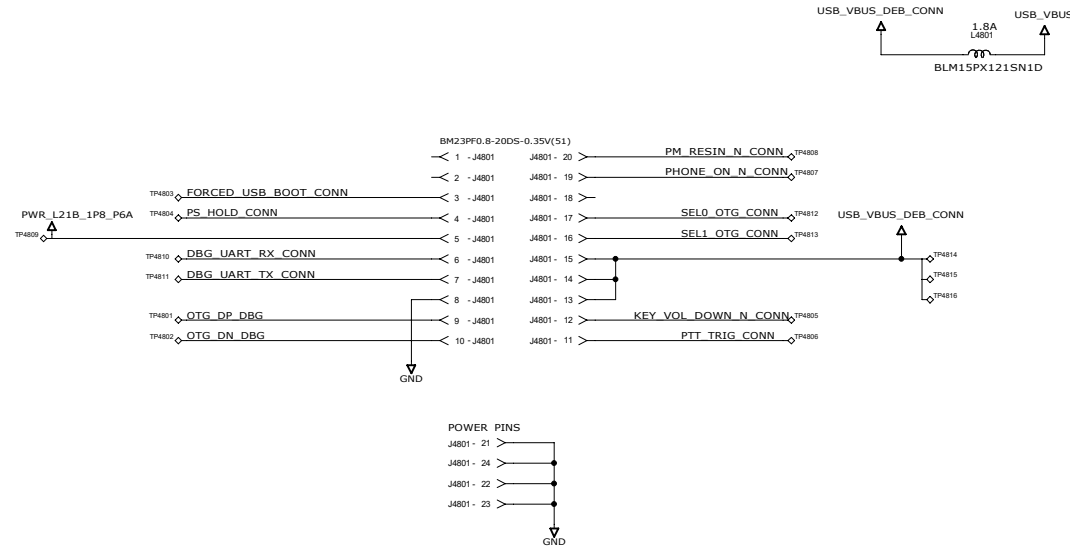 USB_VBUS_DEB_CONN
USB_VBUS
1.8A
L4801
BLM15PX121SN1D
BM23PF0.8-20DS-0.35V(51)
1 -J4801 J4801- 20 PM_RESIN_N_CONN TP4808
2 -J4801 J4801- 19 PHONE_ON_N_CONN TP4807
TP4803 FORCED_USB_BOOT_CONN 3 -J4801 J4801- 18
TP4804 PS_HOLD_CONN 4 -J4801 J4801- 17 SEL0_OTG_CONN TP4812
PWR_L21B_1P8_P6A
USB_VBUS_DEB_CONN
TP4809 5 -J4801 J4801- 16 SEL1_OTG_CONN TP4813
TP4810 DBG_UART_RX_CONN 6 -J4801 J4801- 15 TP4814
TP4811 DBG_UART_TX_CONN 7 -J4801 J4801- 14 TP4815
8 -J4801 J4801- 13 TP4816
TP4801 OTG_DP_DBG 9 -J4801 J4801- 12 KEY_VOL_DOWN_N_CONN TP4805
TP4802 OTG_DN_DBG 10 -J4801 J4801- 11 PTT_TRIG_CONN TP4806
GND
POWER PINS
J4801- 21
J4801- 24
J4801- 22
J4801- 23
GND